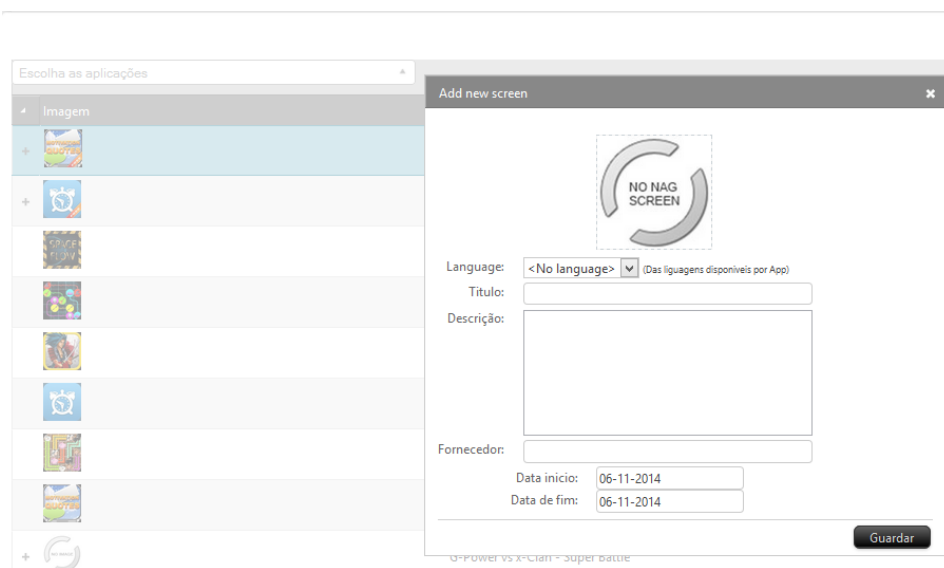 Escolha as aplicações
Imagem
SPACE
FLOW
Add new screen
NO NAG
SCREEN
Language:
<No language>
(Das liguagens disponiveis por App)
Titulo:
Descrição:
Fornecedor:
Data inicio:
06-11-2014
Data de fim:
06-11-2014
Guardar
G-Power vs x-Clan - Super Battle